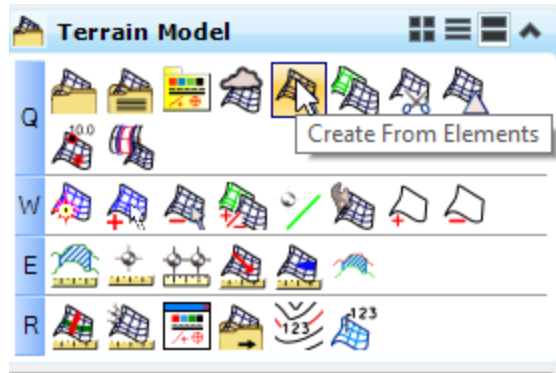 Terrain Model
Q
10.0
Create From Elements
W
E
R
123
123